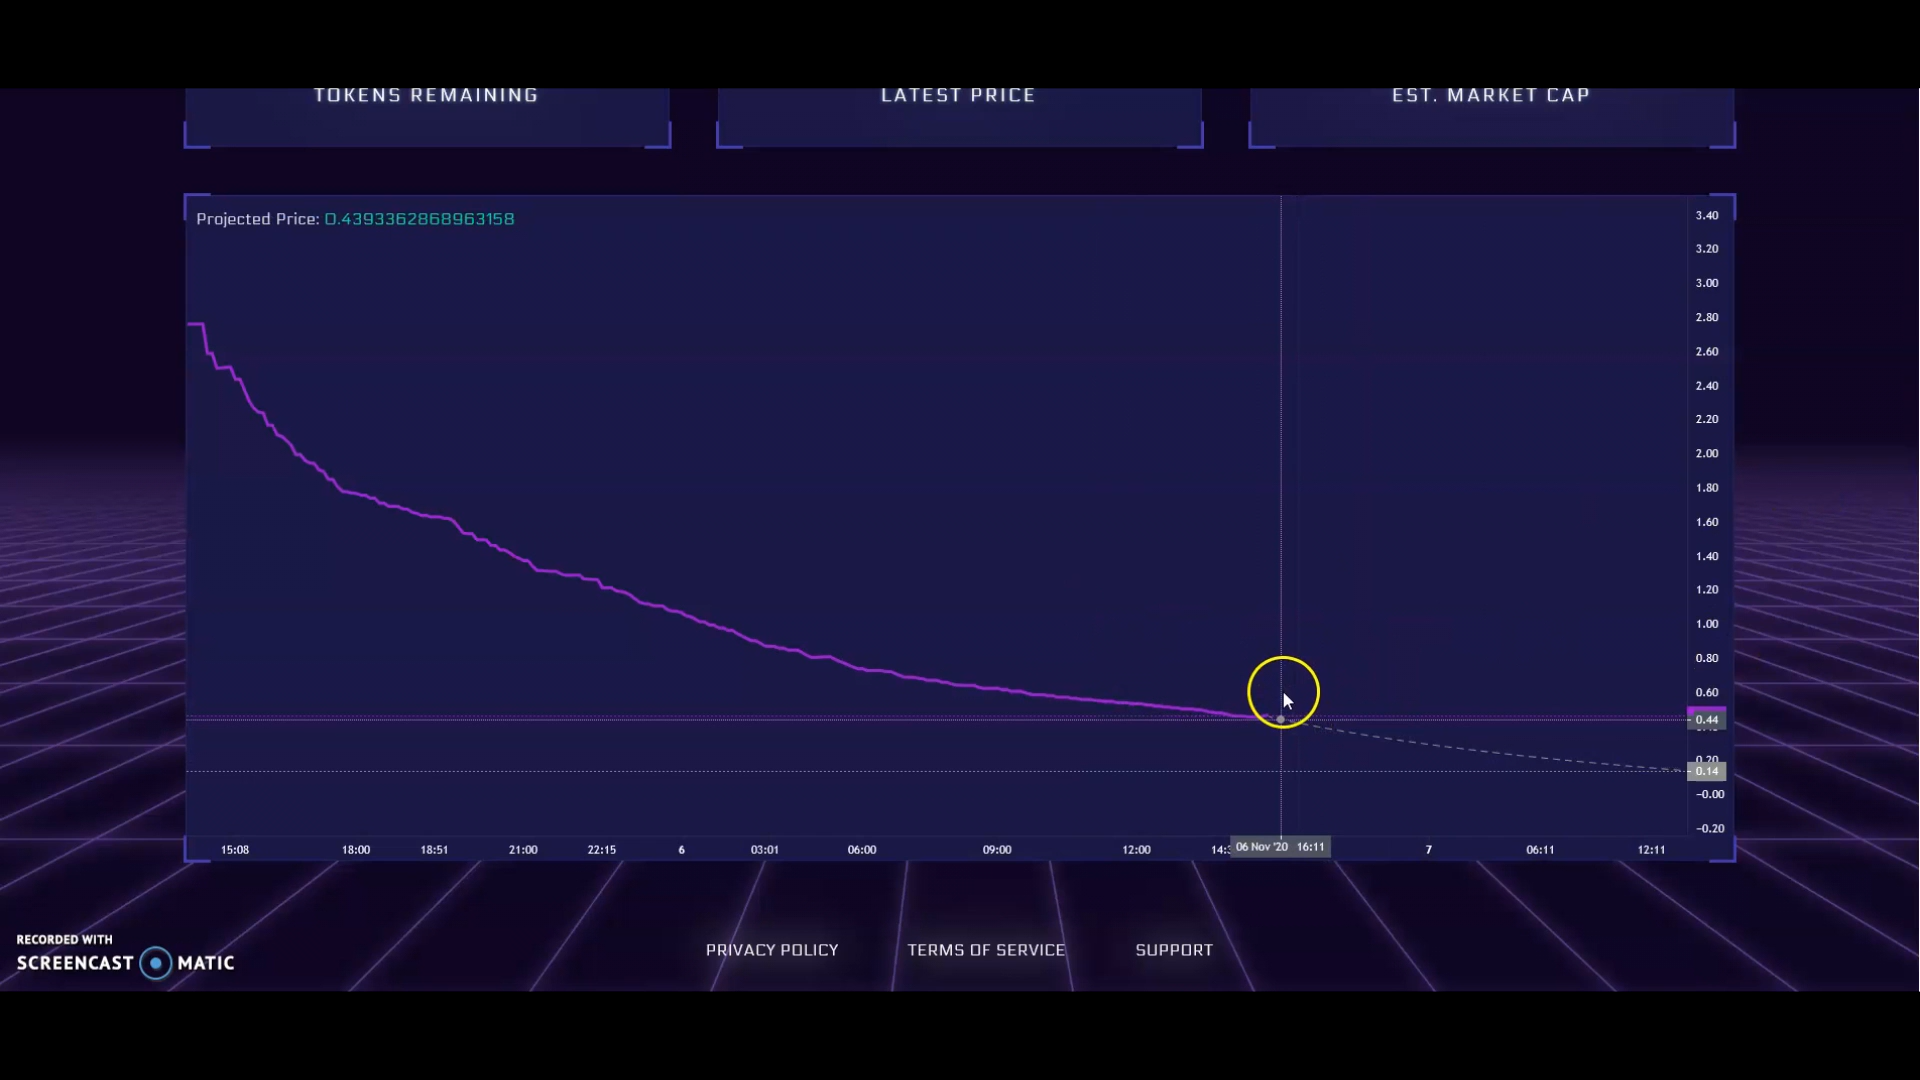 TOKENS REMAINING
LATEST PRICE
EST. MARKET CAP
Projected Price: 0.4393362868963158
3.40
3.20
3.00
2.80
2.60
2.40
2.20
2.00
1.80
1.60
1.40
1.20
1.00
0.80
0.60
0.44
0.20
0.14
-0.00
-0.20
15:08 18:00 18:51 21:00 22:15 6 03:01 06:00 09:00 12:00 06 Nov '20 16:11 7 06:11 12:11
PRIVACY POLICY TERMS OF SERVICE SUPPORT
RECORDED WITH
SCREENCAST MATIC